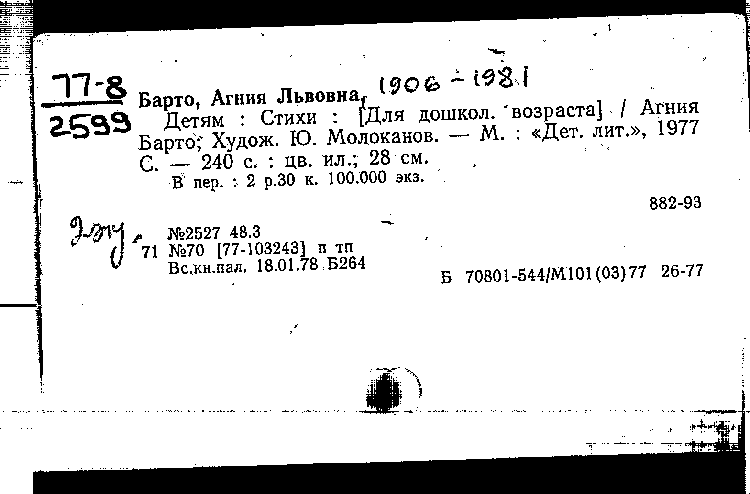 77-8
2599
Барто, Агния Львовна, 1906-1981
Детям : Стихи : [Для дошкол. возраста] / Агния
Барто; Худож. Ю. Молоканов. — М. : «Дет. лит.», 1977
С. — 240 с. : цв. ил.; 28 см.
В пер. : 2 р.30 к. 100.000 экз.
882-93
№2527 48.3
71 №70 [77-103243] п тп
Вс.кн.пал. 18.01.78 Б264
Б 70801-544/М101(03)77 26-77